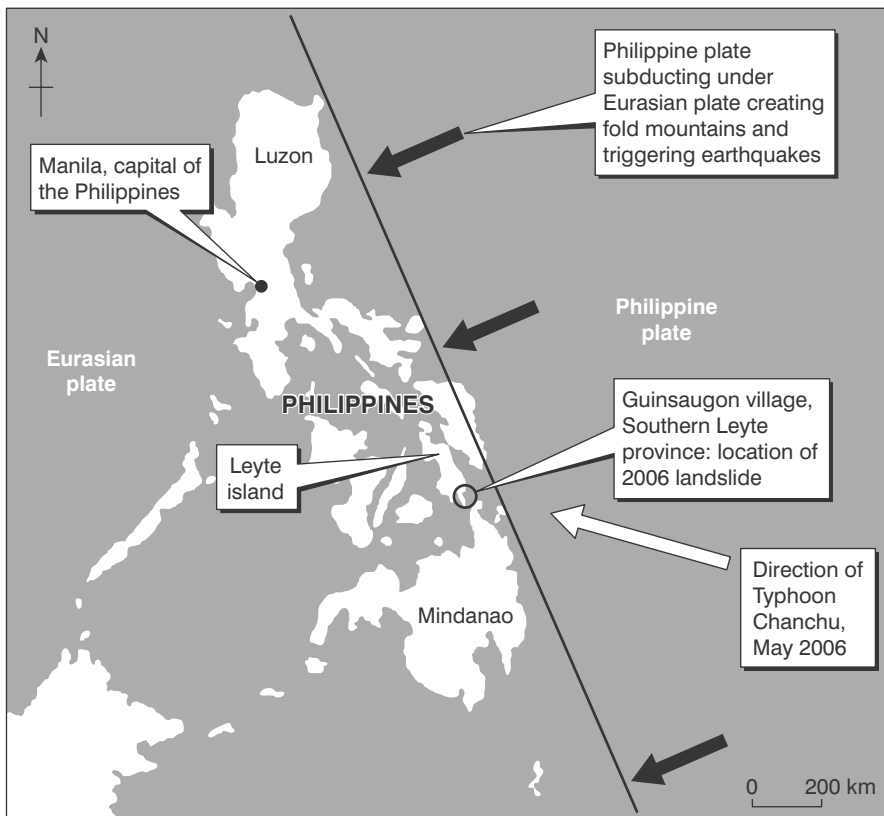 N
Philippine plate
subducting under
Eurasian plate creating
fold mountains and
triggering earthquakes
Luzon
Manila, capital of
the Philippines
Philippine
plate
Eurasian
plate
PHILIPPINES
Guinsaugon village,
Southern Leyte
province: location of
2006 landslide
Leyte
island
Direction of
Typhoon
Chanchu,
May 2006
Mindanao
0 200 km